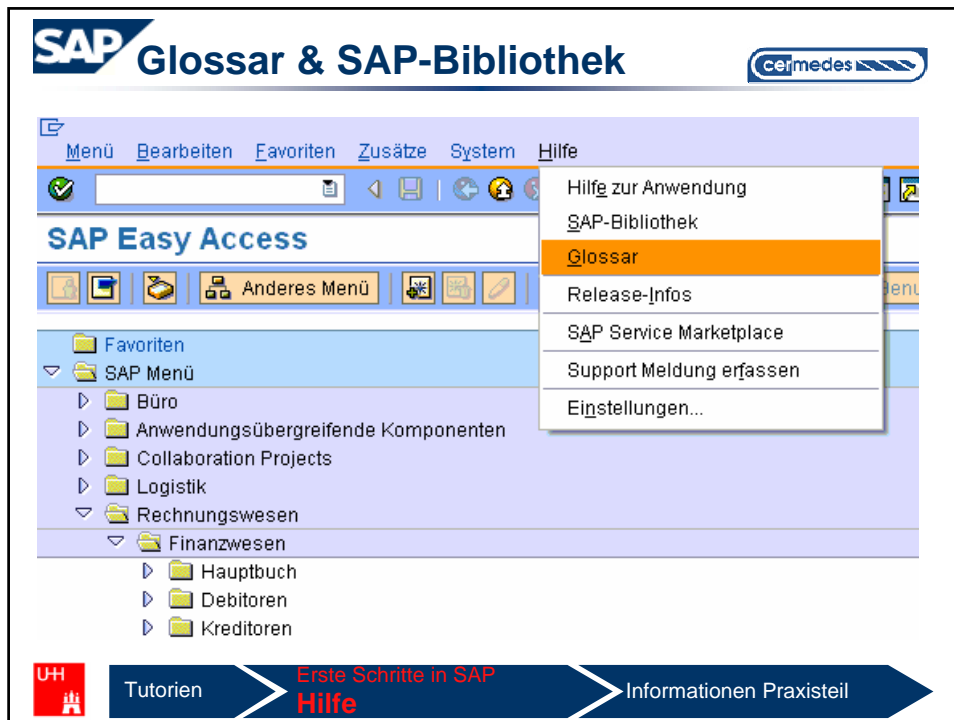 SAP
Glossar & SAP-Bibliothek
cermedes
Menü Bearbeiten Favoriten Zusätze System Hilfe
Hilfe zur Anwendung
SAP-Bibliothek
Glossar
Release-Infos
SAP Service Marketplace
Support Meldung erfassen
Einstellungen...
SAP Easy Access
Anderes Menü
Favoriten
SAP Menü
Büro
Anwendungsübergreifende Komponenten
Collaboration Projects
Logistik
Rechnungswesen
Finanzwesen
Hauptbuch
Debitoren
Kreditoren
UHH
Tutorien
Erste Schritte in SAP
Hilfe
Informationen Praxisteil